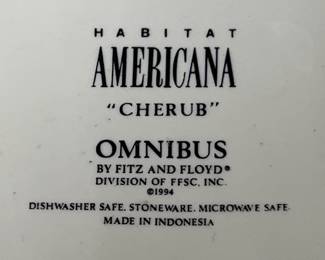 HABITAT
AMERICANA
"CHERUB"
OMNIBUS
BY FITZ AND FLOYD®
DIVISION OF FFSC, INC.
©1994
DISHWASHER SAFE. STONEWARE. MICROWAVE SAFE.
MADE IN INDONESIA